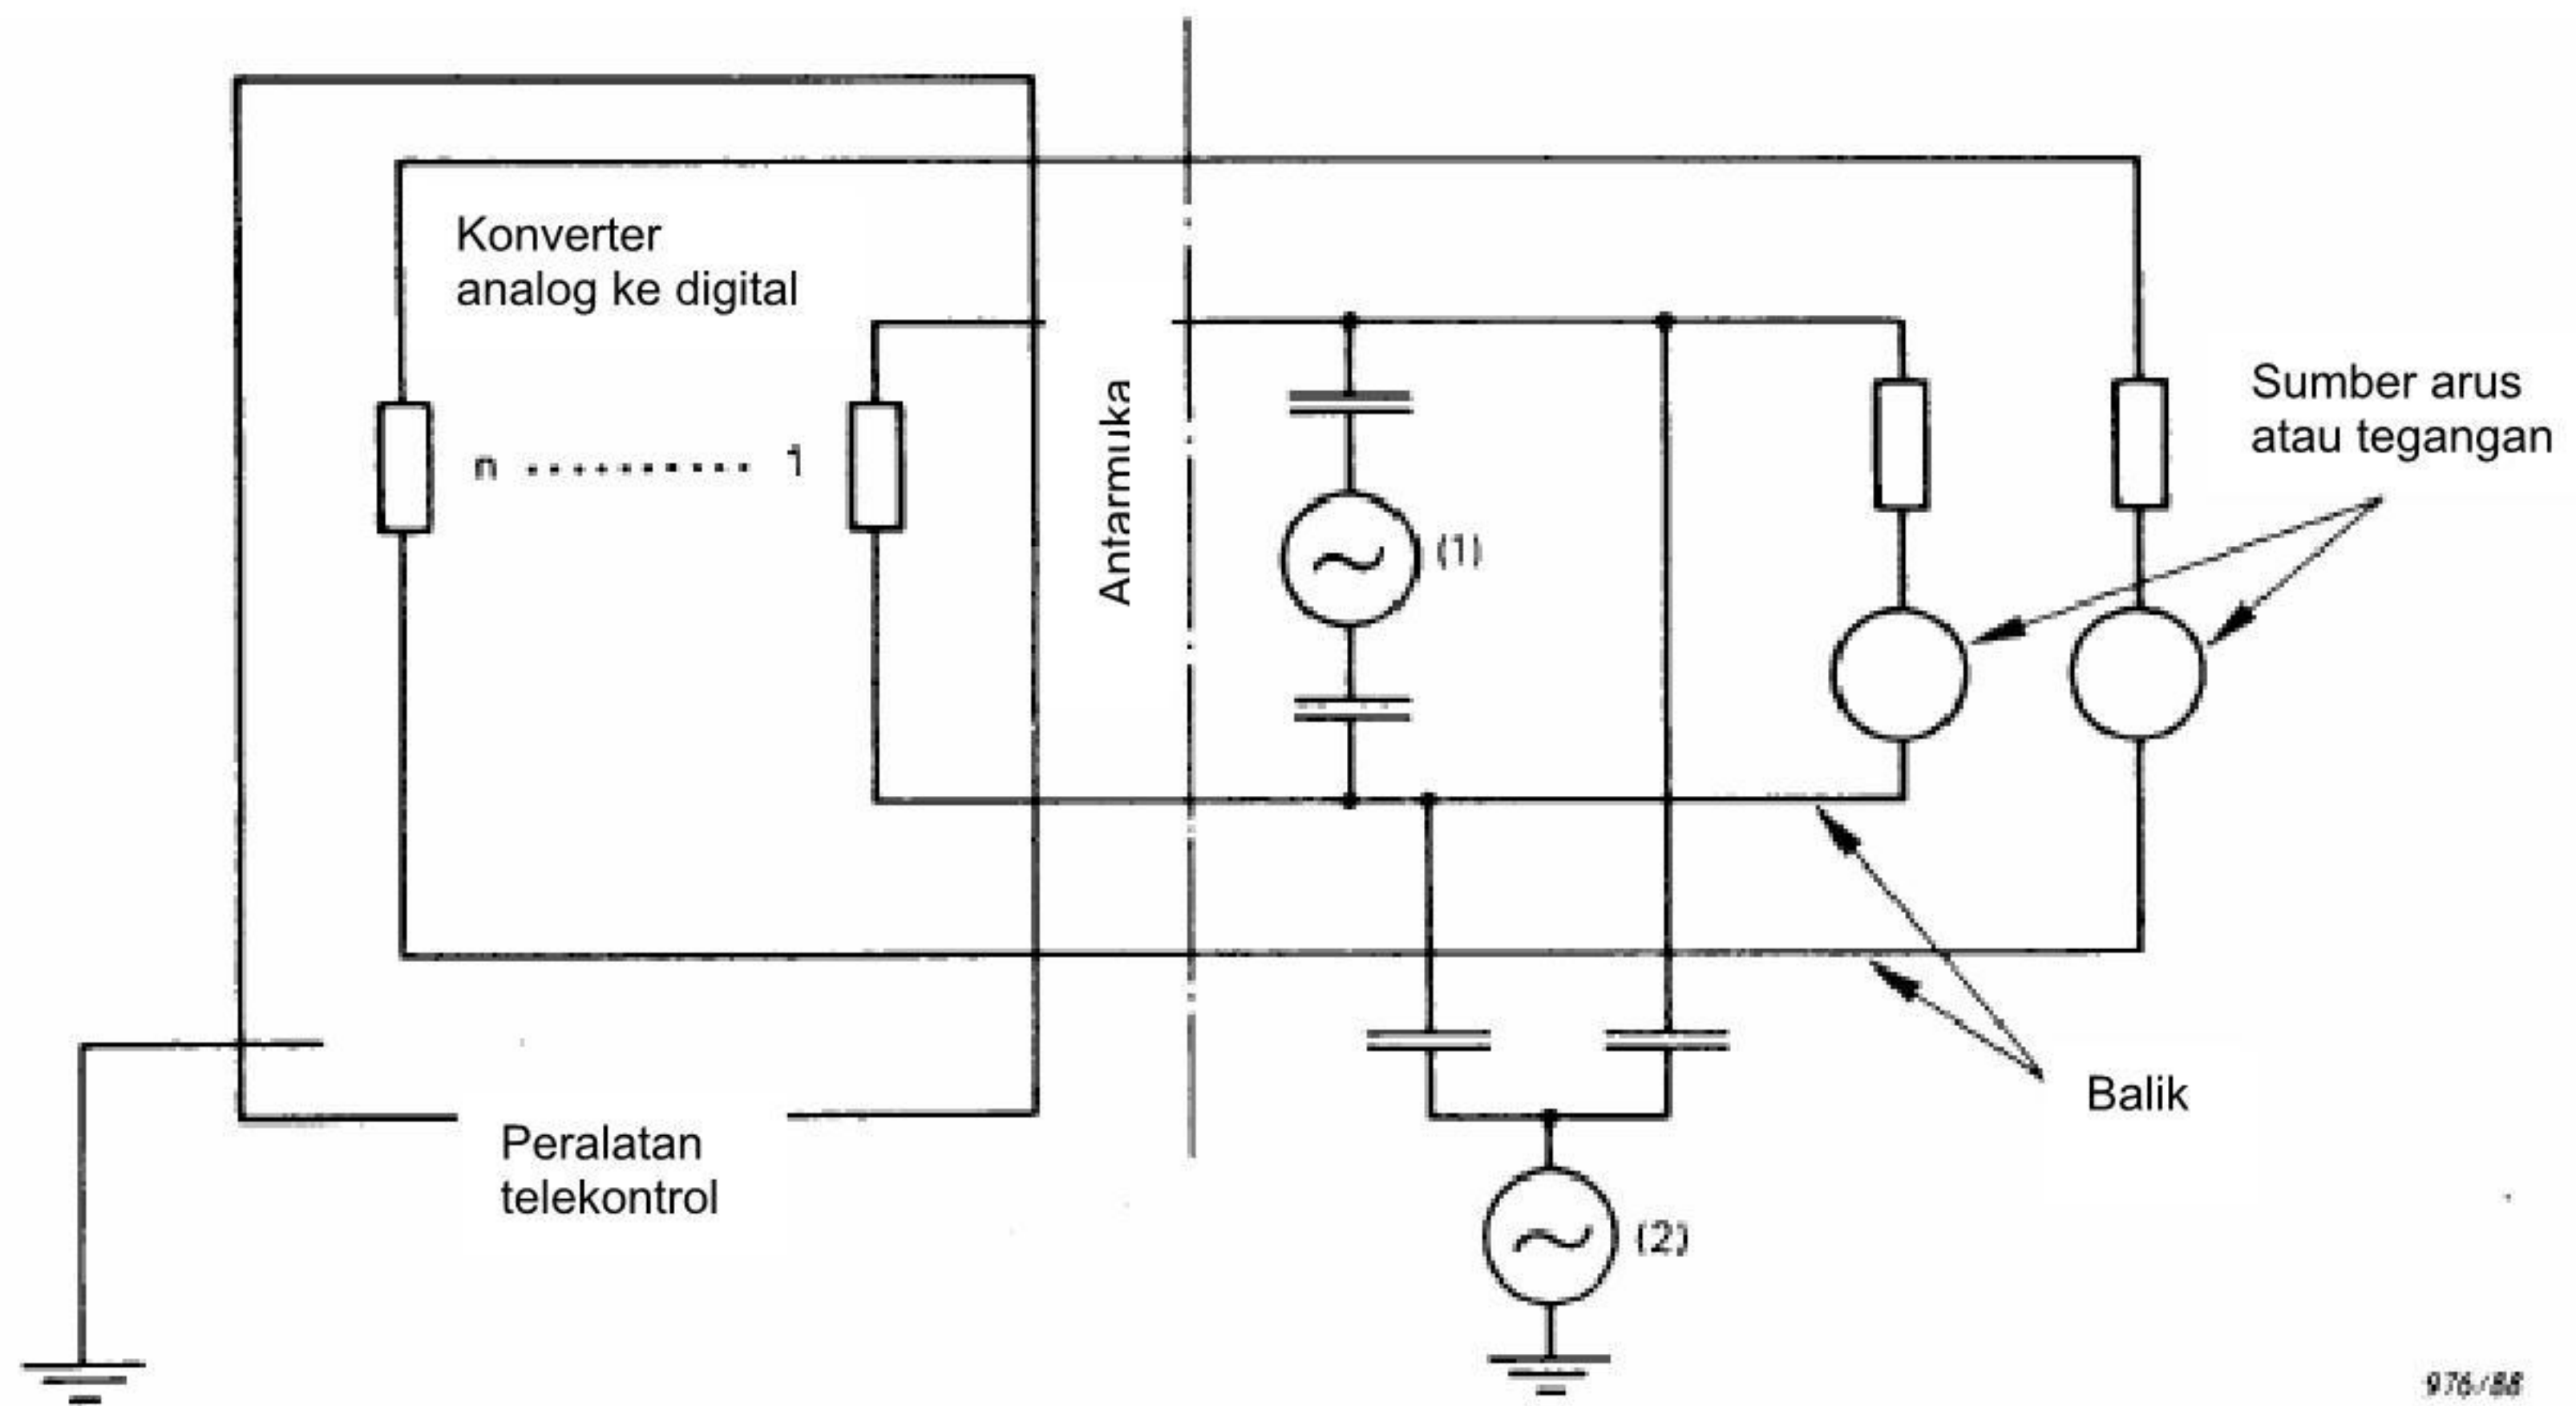 Konverter
analog ke digital
n .......... 1
Antarmuka
(1)
Sumber arus
atau tegangan
Balik
Peralatan
telekontrol
(2)
976/88